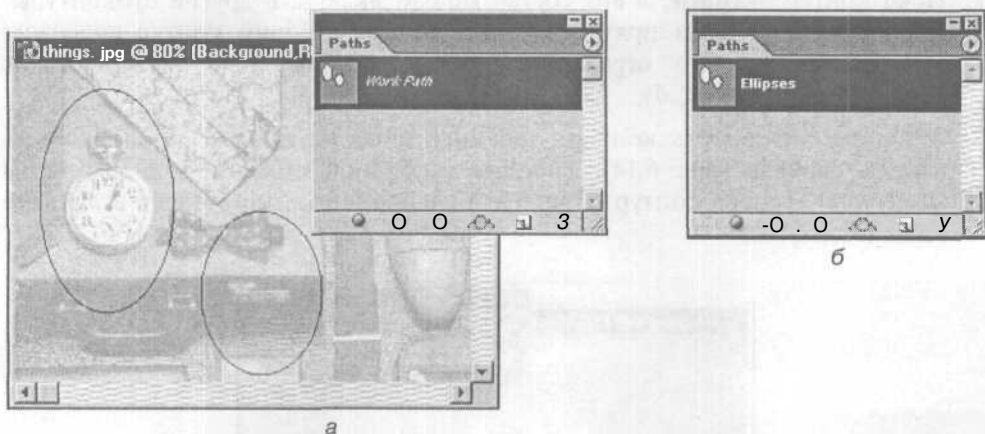 things. jpg @ 80% (Background,R
Paths
Work Path
O O З
а
Paths
Ellipses
-O . O У
б